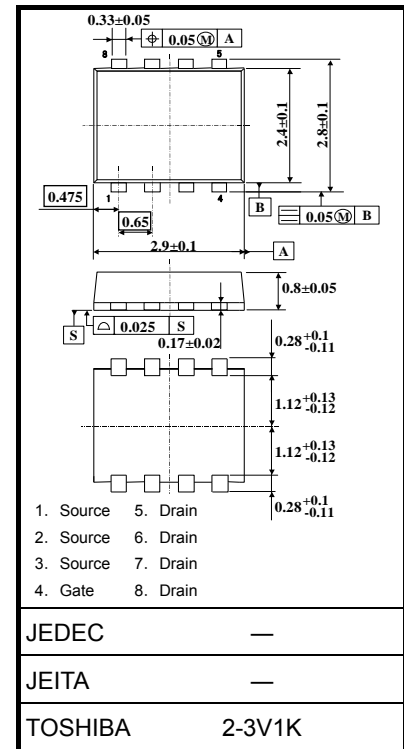 0.33±0.05
⌖ 0.05 Ⓜ A
8 5
2.4±0.1
2.8±0.1
0.475
1 4
B
⌯ 0.05 Ⓜ B
0.65
2.9±0.1
A
0.8±0.05
S
⌓ 0.025 S
0.17±0.02
0.28 +0.1 -0.11
1.12 +0.13 -0.12
1.12 +0.13 -0.12
0.28 +0.1 -0.11
1. Source 5. Drain
2. Source 6. Drain
3. Source 7. Drain
4. Gate 8. Drain
JEDEC —
JEITA —
TOSHIBA 2-3V1K